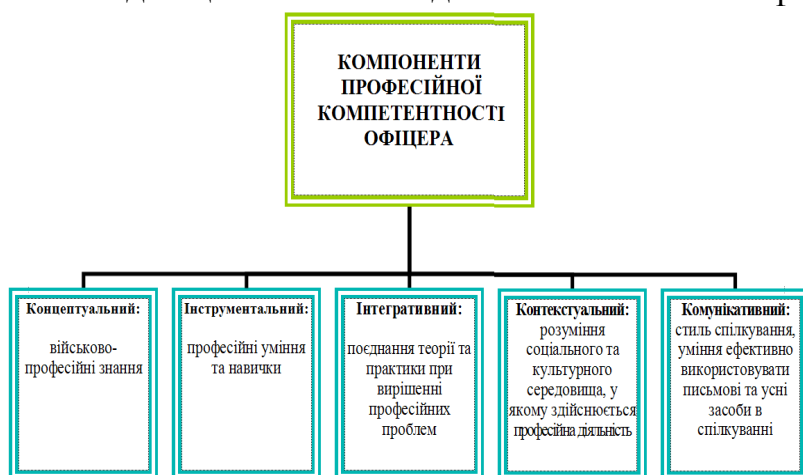 КОМПОНЕНТИ
ПРОФЕСІЙНОЇ
КОМПЕТЕНТНОСТІ
ОФІЦЕРА
Концептуальний:
військово-
професійні знання
Інструментальний:
професійні уміння
та навички
Інтегративний:
поєднання теорії та
практики при
вирішенні
професійних
проблем
Контекстуальний:
розуміння
соціального та
культурного
середовища, у
якому здійснюється
професійна діяльність
Комунікативний:
стиль спілкування,
уміння ефективно
використовувати
письмові та усні
засоби в
спілкуванні